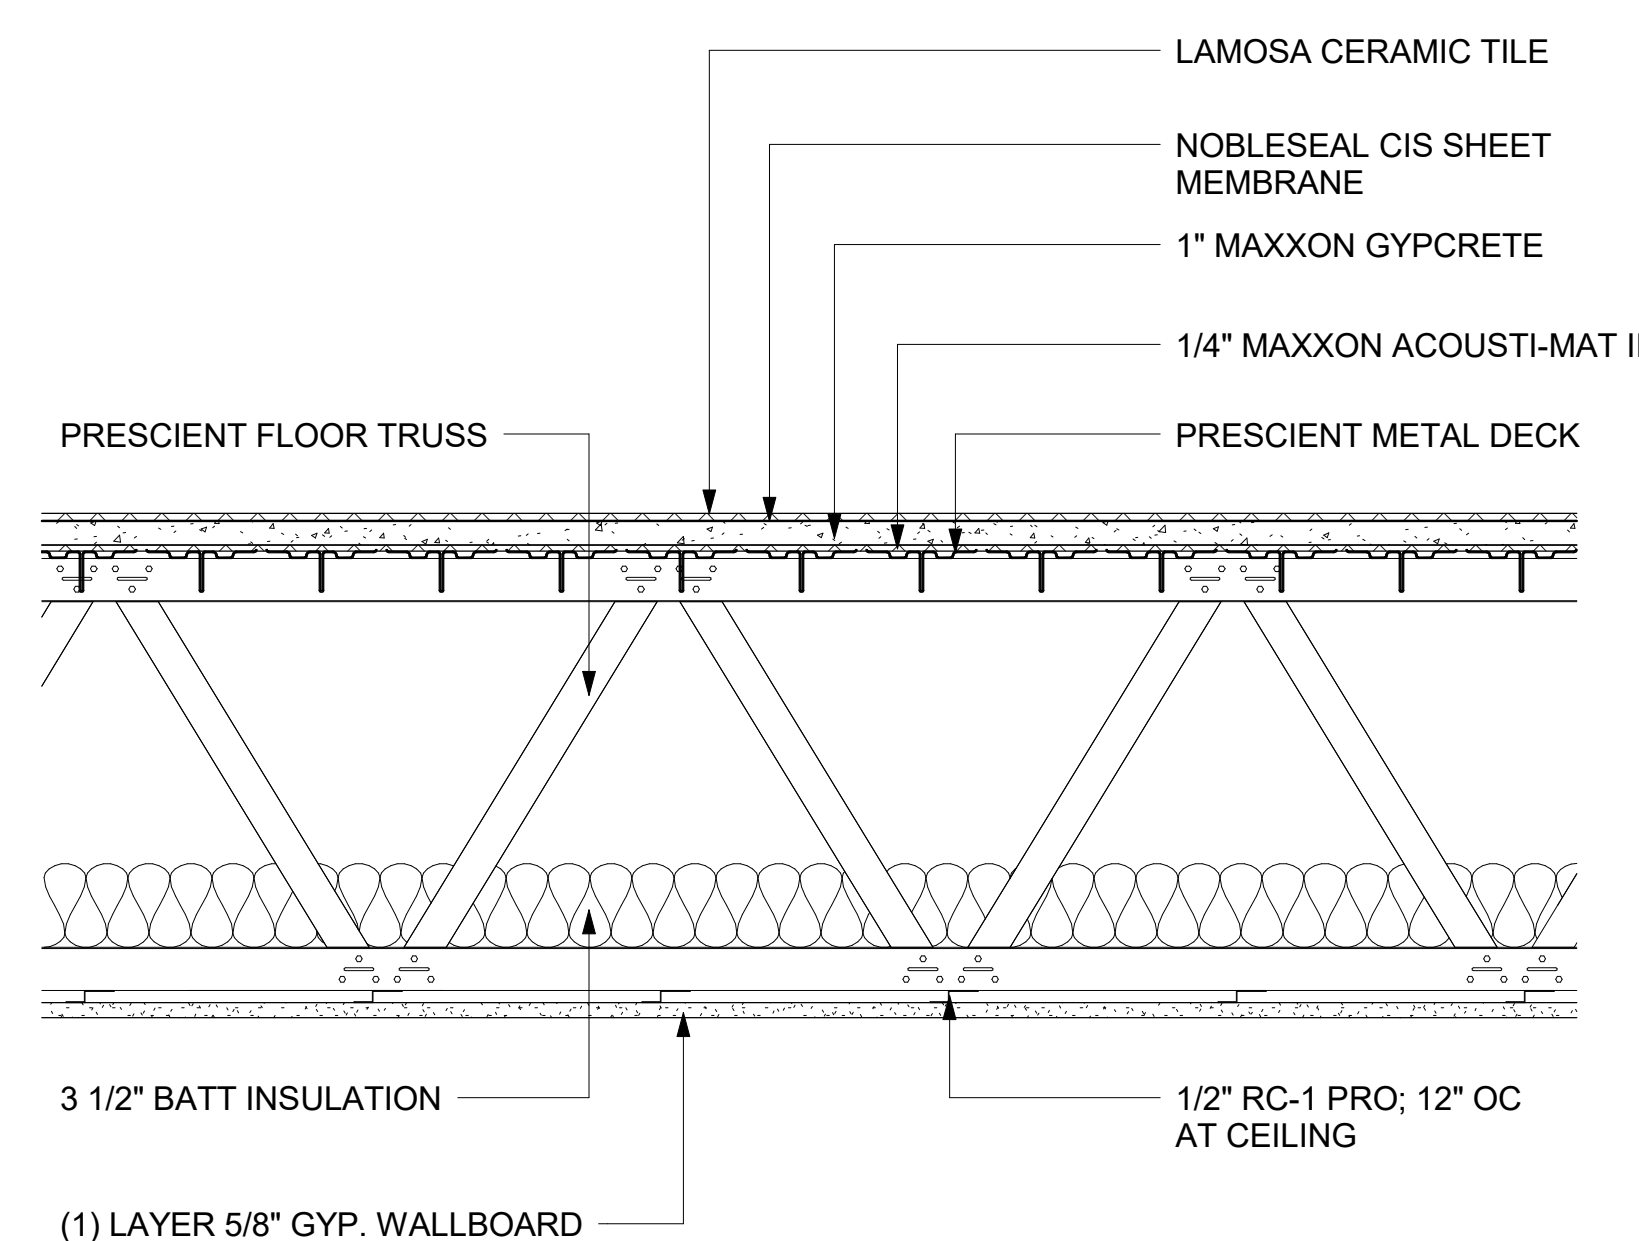 LAMOSA CERAMIC TILE
NOBLESEAL CIS SHEET
MEMBRANE
1" MAXXON GYPCRETE
1/4" MAXXON ACOUSTI-MAT
PRESCIENT FLOOR TRUSS
PRESCIENT METAL DECK
3 1/2" BATT INSULATION
1/2" RC-1 PRO; 12" OC
AT CEILING
(1) LAYER 5/8" GYP. WALLBOARD